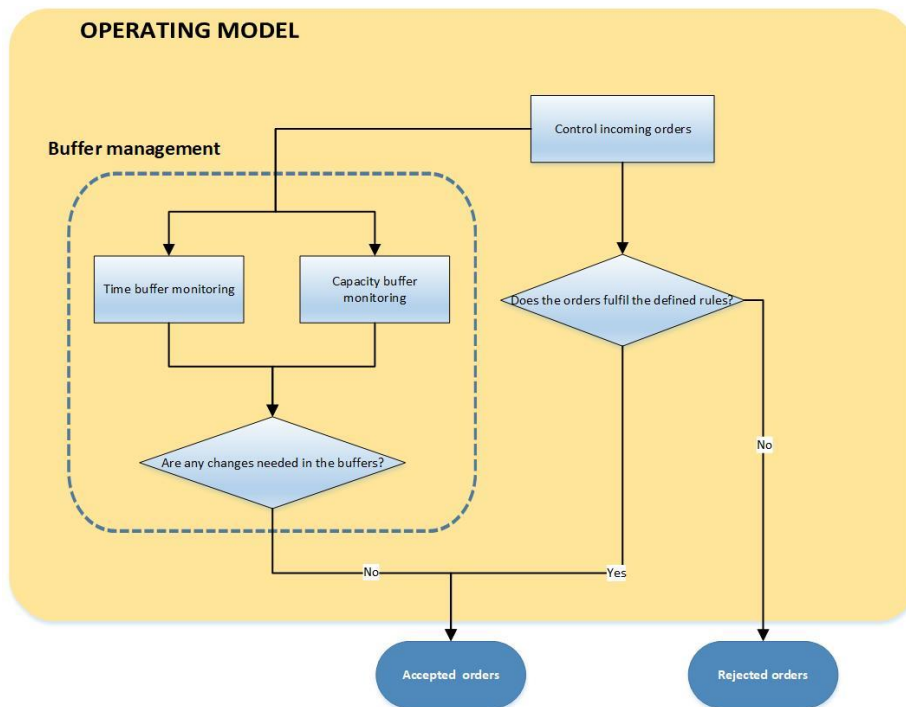 OPERATING MODEL
Control incoming orders
Buffer management
Time buffer monitoring
Capacity buffer
monitoring
Does the orders fulfil the defined rules?
Are any changes needed in the buffers?
No
No
Yes
Accepted orders
Rejected orders